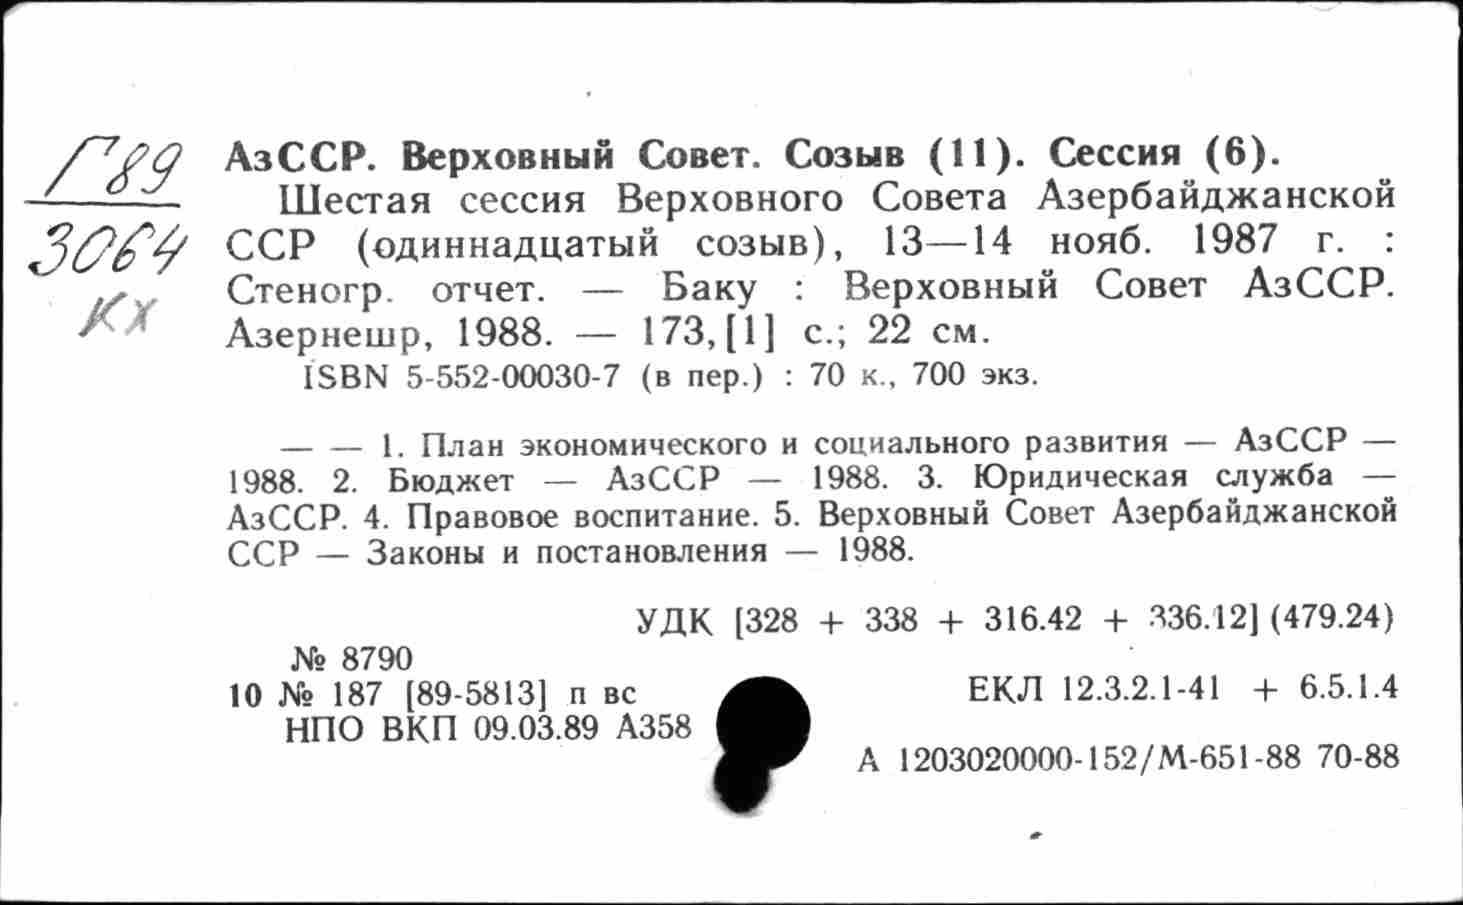 Г89
3064
кх
АзССР. Верховный Совет. Созыв (11). Сессия (6).
Шестая сессия Верховного Совета Азербайджанской
ССР (одиннадцатый созыв), 13—14 нояб. 1987 г. :
Стеногр. отчет. — Баку : Верховный Совет АзССР.
Азернешр, 1988. — 173,[1] с.; 22 см.
ISBN 5-552-00030-7 (в пер.) : 70 к., 700 экз.
— — 1. План экономического и социального развития — АзССР —
1988. 2. Бюджет — АзССР — 1988. 3. Юридическая служба —
АзССР. 4. Правовое воспитание. 5. Верховный Совет Азербайджанской
ССР — Законы и постановления — 1988.
УДК [328 + 338 + 316.42 + 336.12] (479.24)
№ 8790
10 № 187 [89-5813] п вс
НПО ВКП 09.03.89 А358
ЕКЛ 12.3.2.1-41 + 6.5.1.4
А 1203020000-152/М-651-88 70-88